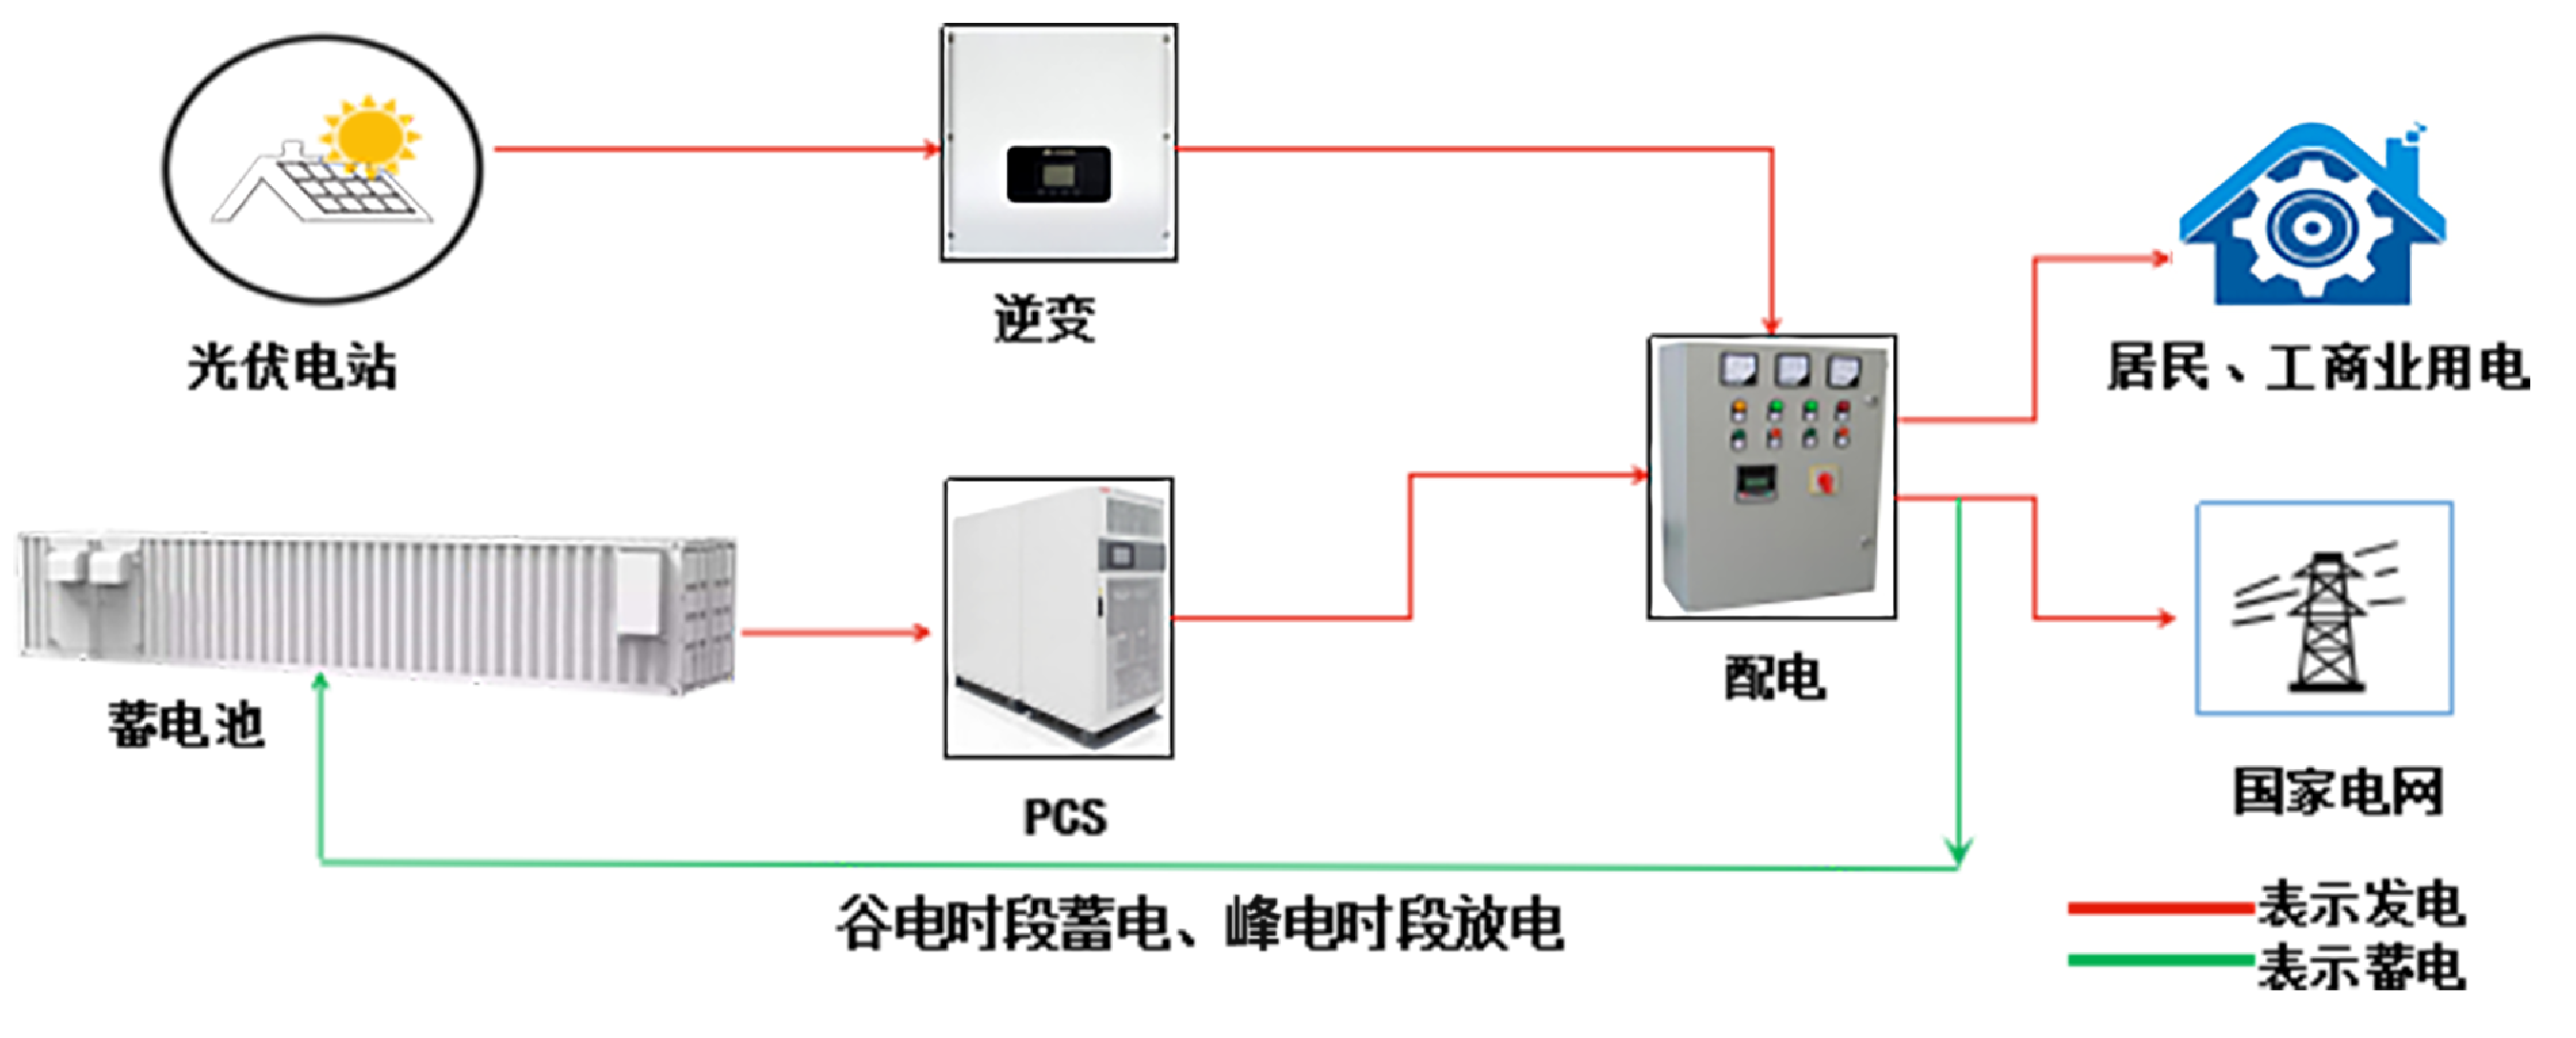 逆变
光伏电站
居民、工商业用电
配电
蓄电池
国家电网
PCS
谷电时段蓄电、峰电时段放电
表示发电
表示蓄电